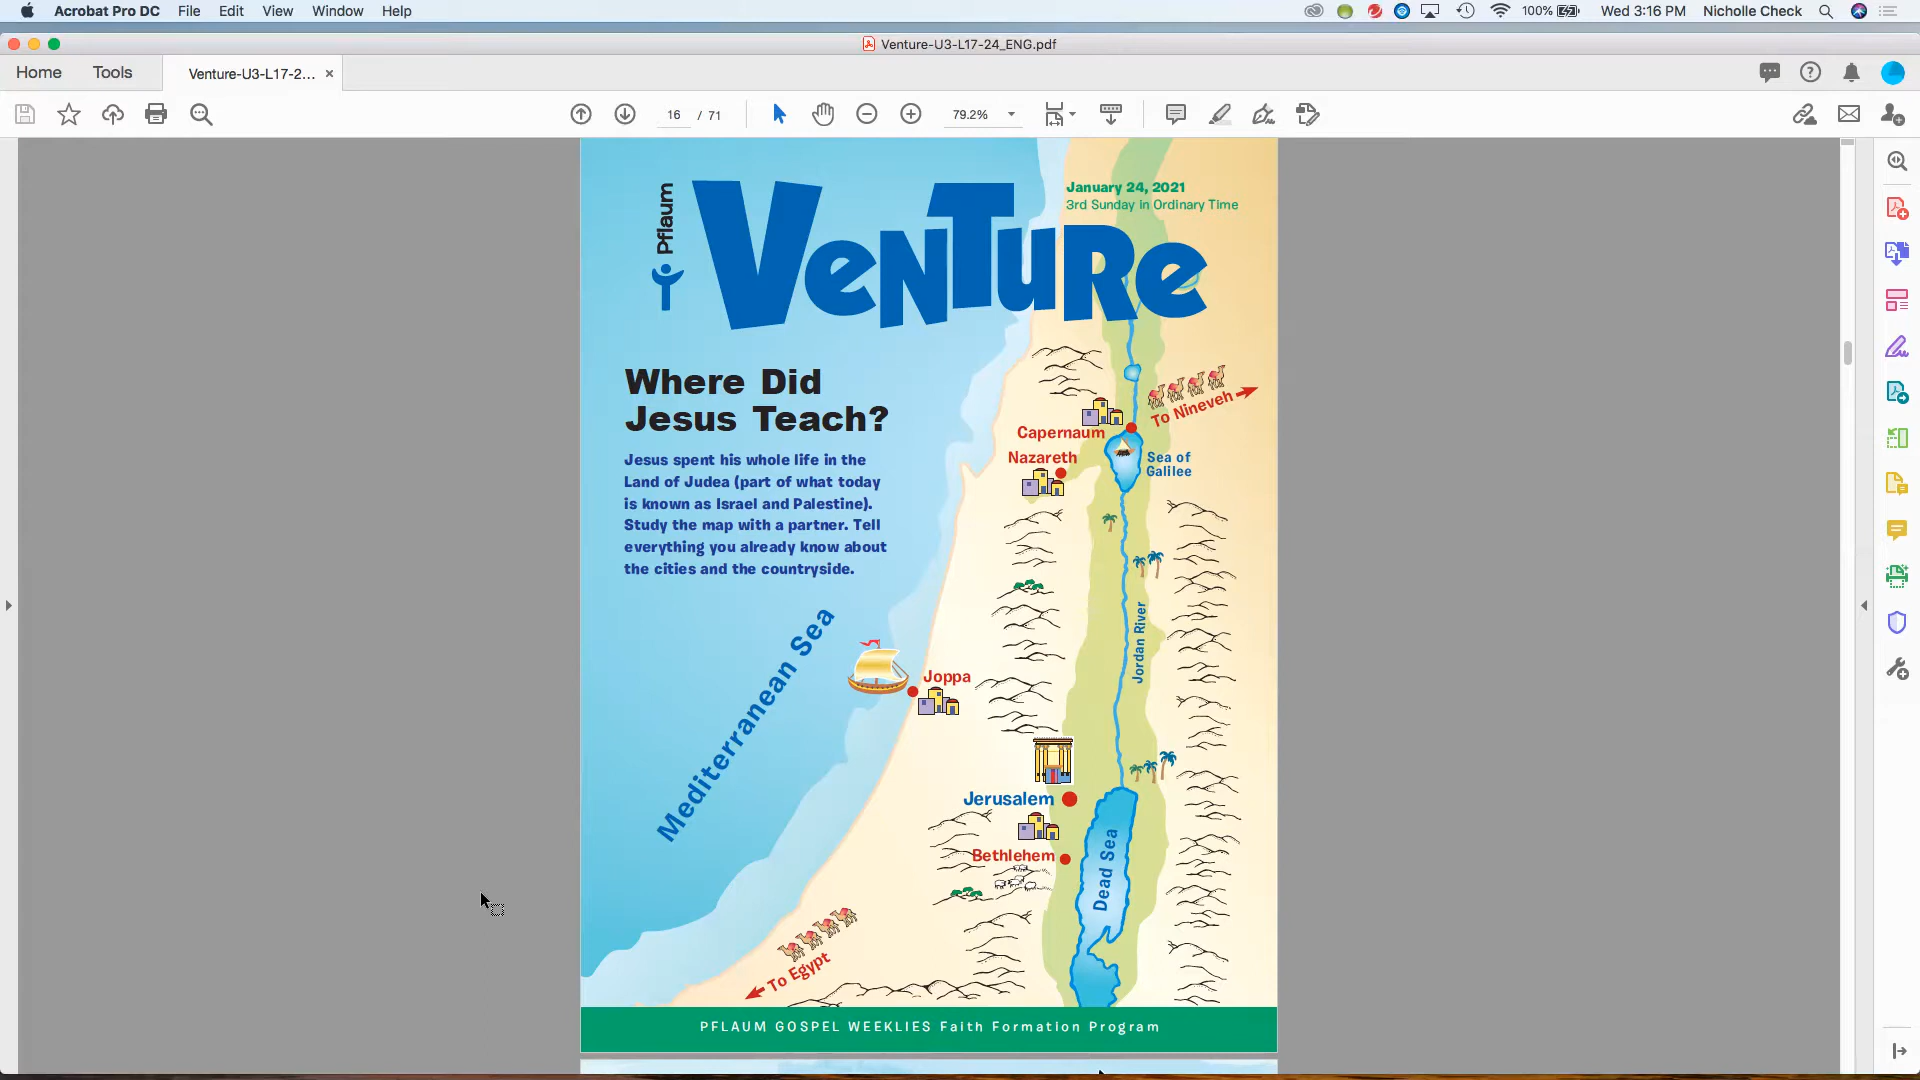 Acrobat Pro DC File Edit View Window Help 100% Wed 3:16 PM Nicholle Check
Venture-U3-L17-24_ENG.pdf
Home Tools Venture-U3-L17-2... ×
16 / 71 79.2%
January 24, 2021
3rd Sunday in Ordinary Time
Pflaum
VeNTuRe
Where Did
Jesus Teach?
Jesus spent his whole life in the
Land of Judea (part of what today
is known as Israel and Palestine).
Study the map with a partner. Tell
everything you already know about
the cities and the countryside.
To Nineveh
Capernaum
Nazareth
Sea of
Galilee
Jordan River
Mediterranean Sea
Joppa
Jerusalem
Bethlehem
Dead Sea
To Egypt
PFLAUM GOSPEL WEEKLIES Faith Formation Program